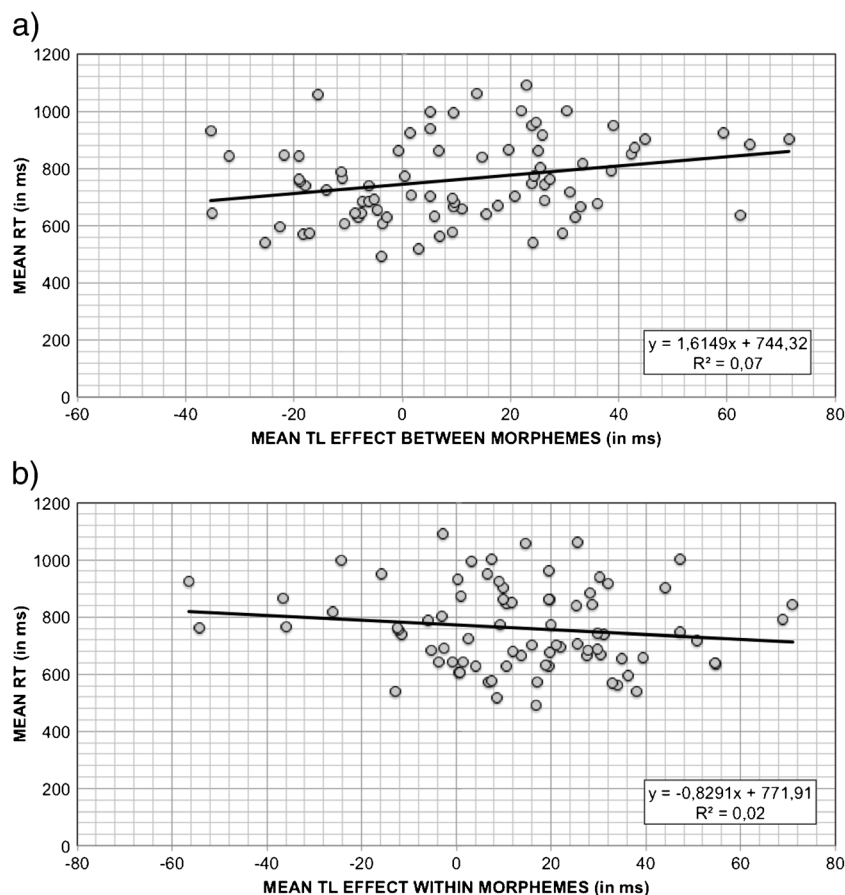 a)
1200
1000
800
600
400
200
0
MEAN RT (in ms)
y = 1,6149x + 744,32
R² = 0,07
-60 -40 -20 0 20 40 60 80
MEAN TL EFFECT BETWEEN MORPHEMES (in ms)
b)
1200
1000
800
600
400
200
0
MEAN RT (in ms)
y = -0,8291x + 771,91
R² = 0,02
-80 -60 -40 -20 0 20 40 60 80
MEAN TL EFFECT WITHIN MORPHEMES (in ms)